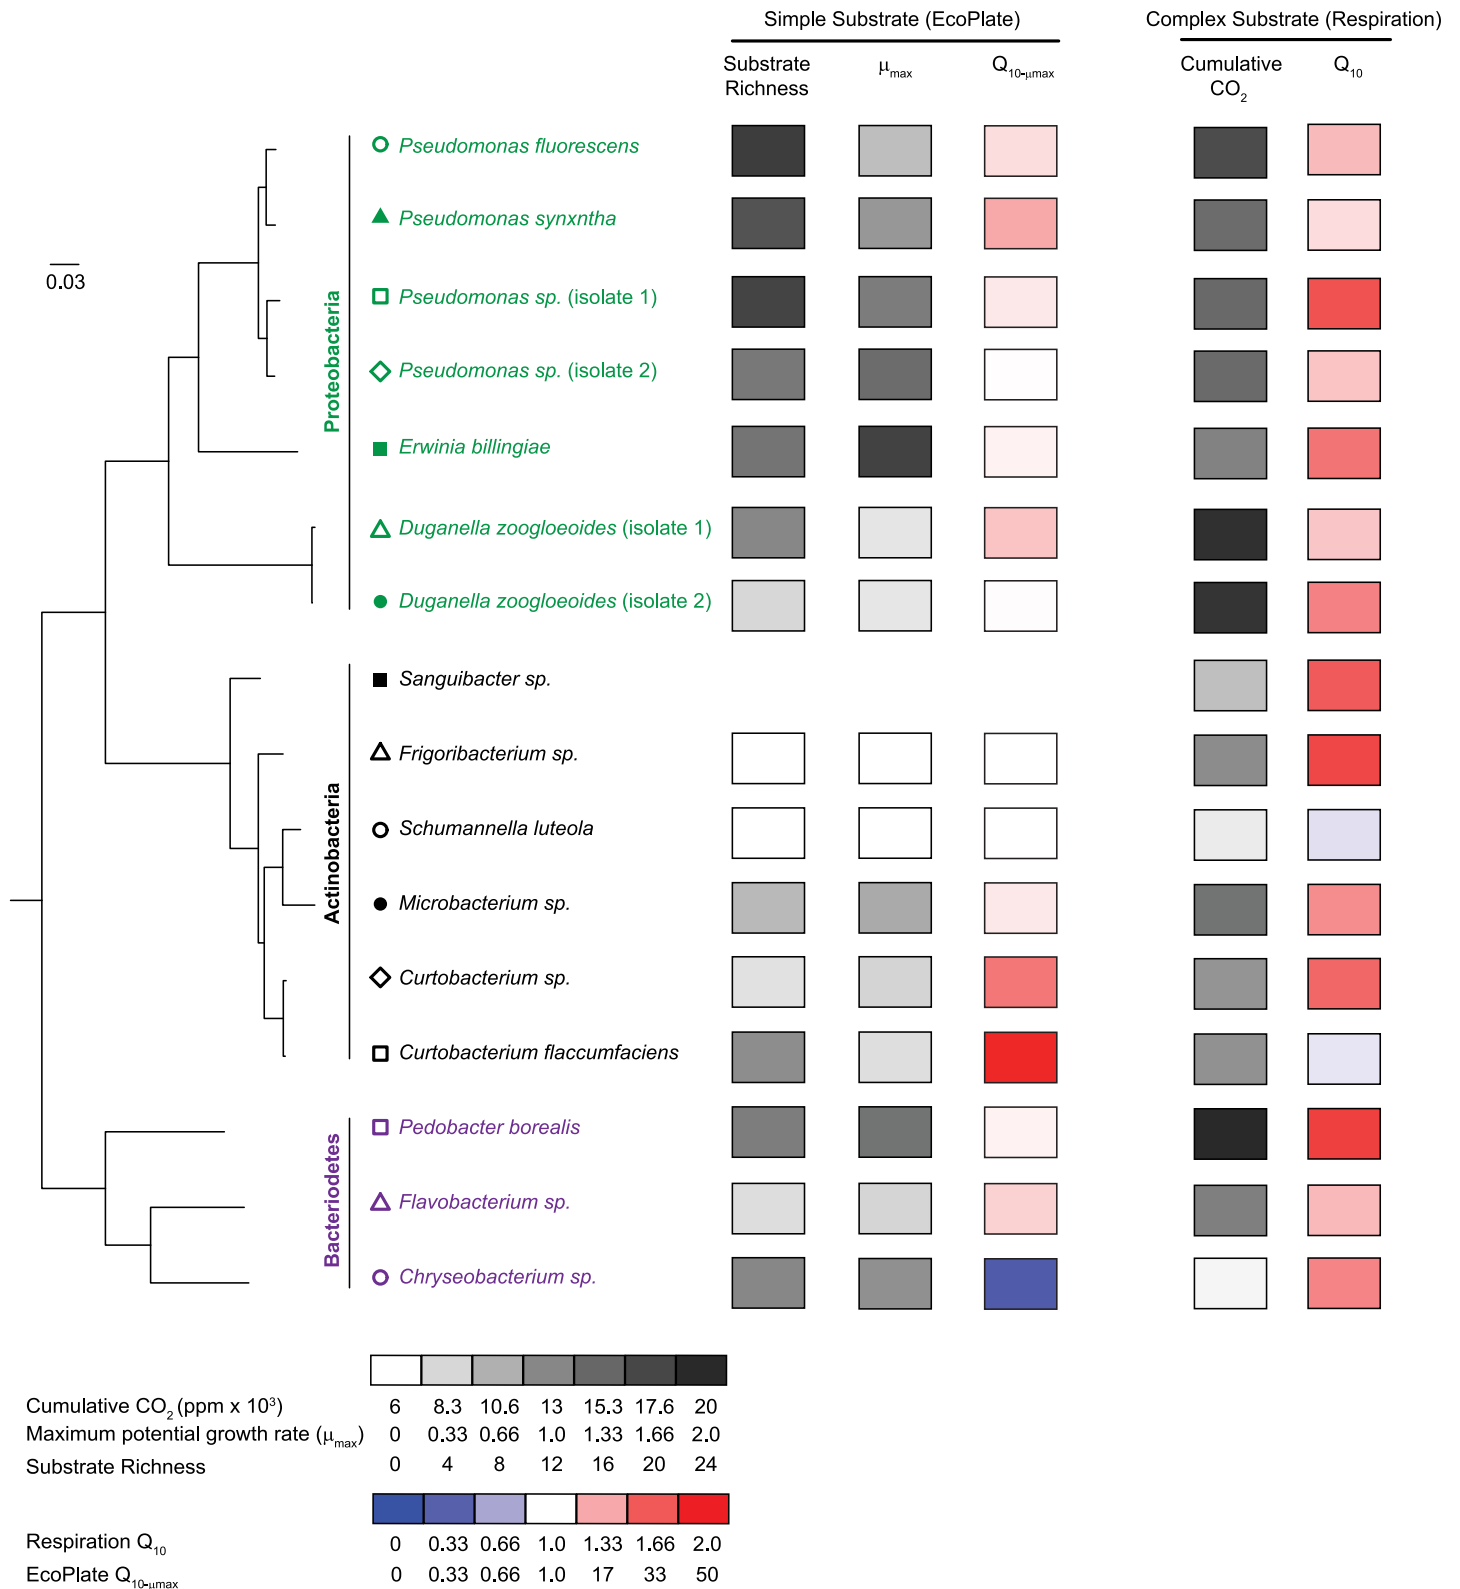 Simple Substrate (EcoPlate)
Complex Substrate (Respiration)
Substrate Richness
μmax
Q10-μmax
Cumulative CO2
Q10
0.03
Proteobacteria
Pseudomonas fluorescens
Pseudomonas synxntha
Pseudomonas sp. (isolate 1)
Pseudomonas sp. (isolate 2)
Erwinia billingiae
Duganella zoogloeoides (isolate 1)
Duganella zoogloeoides (isolate 2)
Actinobacteria
Sanguibacter sp.
Frigoribacterium sp.
Schumannella luteola
Microbacterium sp.
Curtobacterium sp.
Curtobacterium flaccumfaciens
Bacteriodetes
Pedobacter borealis
Flavobacterium sp.
Chryseobacterium sp.
Cumulative CO2 (ppm x 10³) 6 8.3 10.6 13 15.3 17.6 20
Maximum potential growth rate (μmax) 0 0.33 0.66 1.0 1.33 1.66 2.0
Substrate Richness 0 4 8 12 16 20 24
Respiration Q10 0 0.33 0.66 1.0 1.33 1.66 2.0
EcoPlate Q10-μmax 0 0.33 0.66 1.0 17 33 50